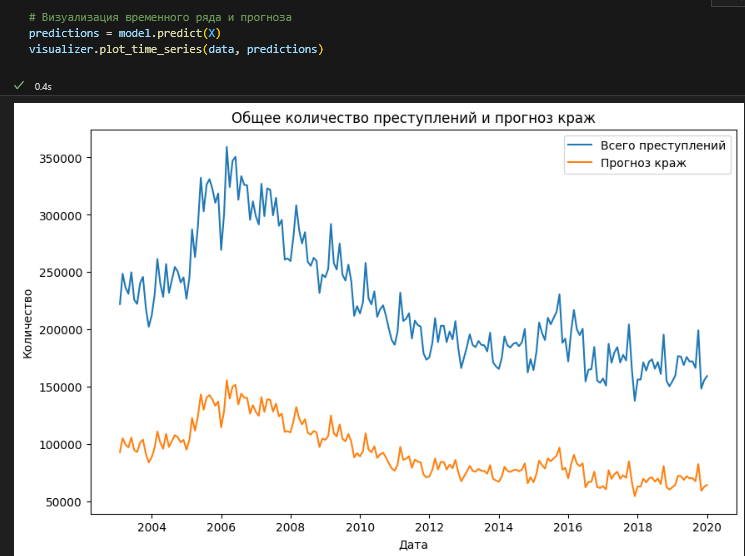 # Визуализация временного ряда и прогноза
predictions = model.predict(X)
visualizer.plot_time_series(data, predictions)
0.4s
Общее количество преступлений и прогноз краж
Всего преступлений
Прогноз краж
350000
300000
250000
200000
150000
100000
50000
Количество
2004 2006 2008 2010 2012 2014 2016 2018 2020
Дата